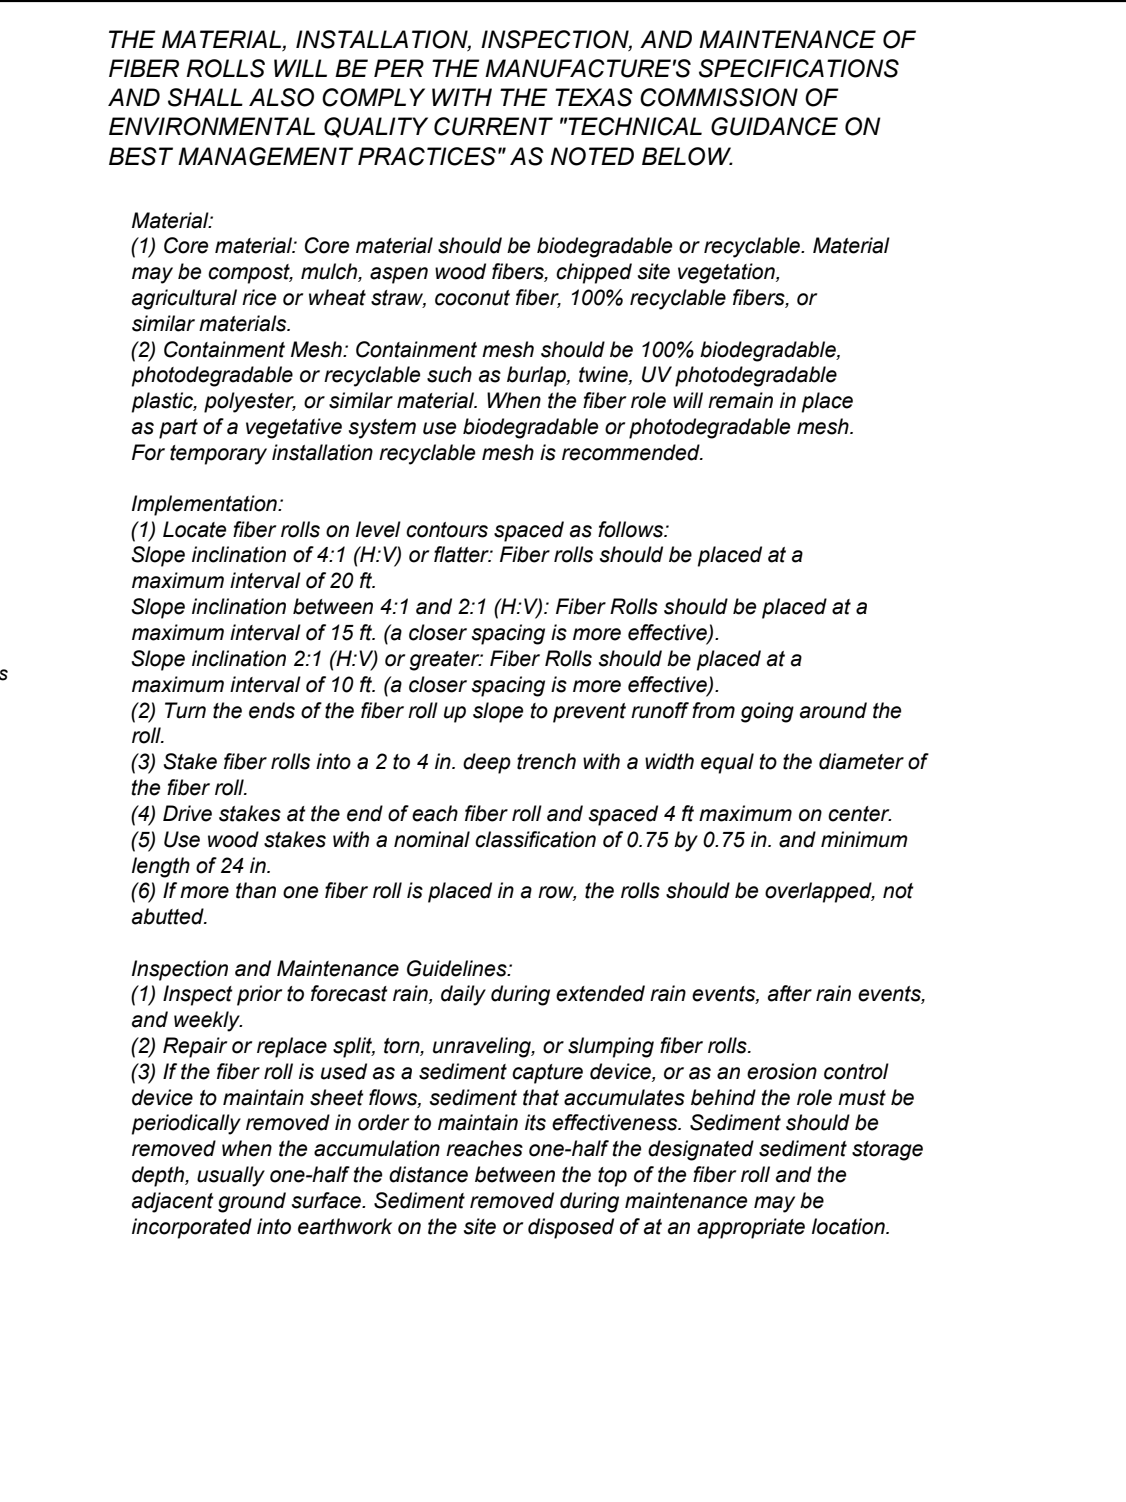 THE MATERIAL, INSTALLATION, INSPECTION, AND MAINTENANCE OF
FIBER ROLLS WILL BE PER THE MANUFACTURE'S SPECIFICATIONS
AND SHALL ALSO COMPLY WITH THE TEXAS COMMISSION OF
ENVIRONMENTAL QUALITY CURRENT "TECHNICAL GUIDANCE ON
BEST MANAGEMENT PRACTICES" AS NOTED BELOW.
Material:
(1) Core material: Core material should be biodegradable or recyclable. Material
may be compost, mulch, aspen wood fibers, chipped site vegetation,
agricultural rice or wheat straw, coconut fiber, 100% recyclable fibers, or
similar materials.
(2) Containment Mesh: Containment mesh should be 100% biodegradable,
photodegradable or recyclable such as burlap, twine, UV photodegradable
plastic, polyester, or similar material. When the fiber role will remain in place
as part of a vegetative system use biodegradable or photodegradable mesh.
For temporary installation recyclable mesh is recommended.
Implementation:
(1) Locate fiber rolls on level contours spaced as follows:
Slope inclination of 4:1 (H:V) or flatter: Fiber rolls should be placed at a
maximum interval of 20 ft.
Slope inclination between 4:1 and 2:1 (H:V): Fiber Rolls should be placed at a
maximum interval of 15 ft. (a closer spacing is more effective).
Slope inclination 2:1 (H:V) or greater: Fiber Rolls should be placed at a
maximum interval of 10 ft. (a closer spacing is more effective).
(2) Turn the ends of the fiber roll up slope to prevent runoff from going around the
roll.
(3) Stake fiber rolls into a 2 to 4 in. deep trench with a width equal to the diameter of
the fiber roll.
(4) Drive stakes at the end of each fiber roll and spaced 4 ft maximum on center.
(5) Use wood stakes with a nominal classification of 0.75 by 0.75 in. and minimum
length of 24 in.
(6) If more than one fiber roll is placed in a row, the rolls should be overlapped, not
abutted.
Inspection and Maintenance Guidelines:
(1) Inspect prior to forecast rain, daily during extended rain events, after rain events,
and weekly.
(2) Repair or replace split, torn, unraveling, or slumping fiber rolls.
(3) If the fiber roll is used as a sediment capture device, or as an erosion control
device to maintain sheet flows, sediment that accumulates behind the role must be
periodically removed in order to maintain its effectiveness. Sediment should be
removed when the accumulation reaches one-half the designated sediment storage
depth, usually one-half the distance between the top of the fiber roll and the
adjacent ground surface. Sediment removed during maintenance may be
incorporated into earthwork on the site or disposed of at an appropriate location.
s